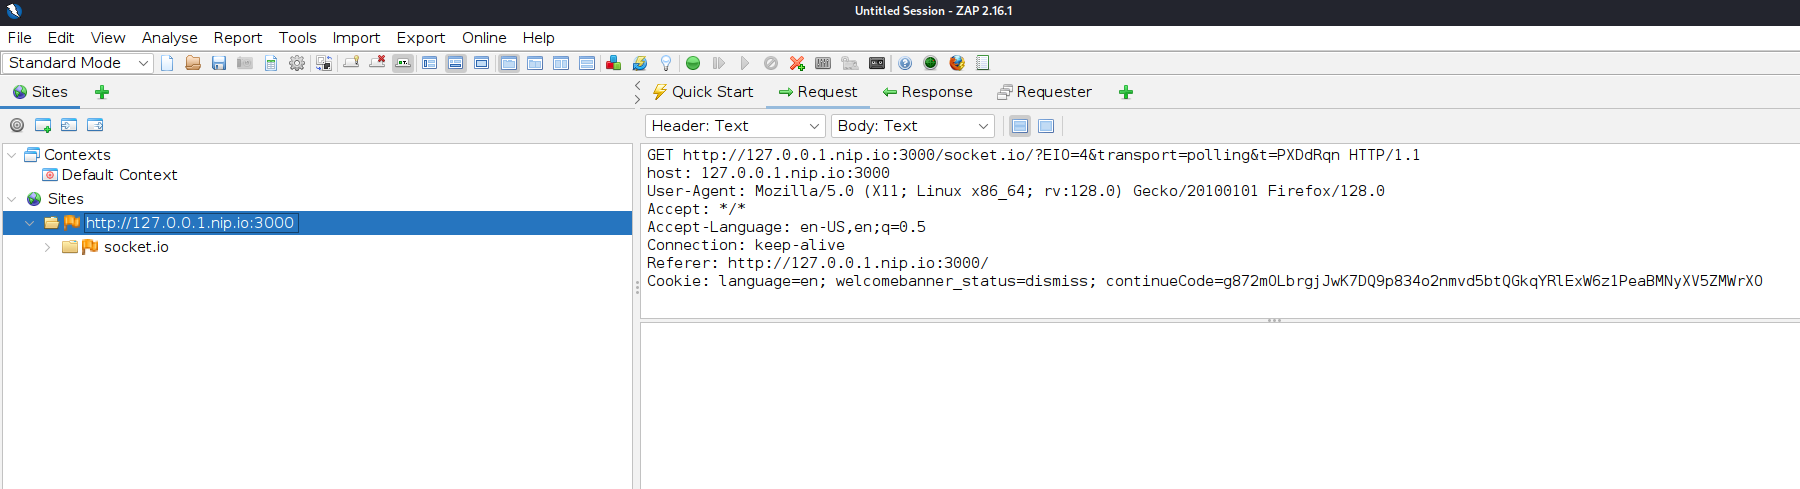 Untitled Session - ZAP 2.16.1
File Edit View Analyse Report Tools Import Export Online Help
Standard Mode
Sites
Quick Start Request Response Requester
Header: Text Body: Text
Contexts
Default Context
Sites
http://127.0.0.1.nip.io:3000
socket.io
GET http://127.0.0.1.nip.io:3000/socket.io/?EIO=4&transport=polling&t=PXDdRqn HTTP/1.1
host: 127.0.0.1.nip.io:3000
User-Agent: Mozilla/5.0 (X11; Linux x86_64; rv:128.0) Gecko/20100101 Firefox/128.0
Accept: */*
Accept-Language: en-US,en;q=0.5
Connection: keep-alive
Referer: http://127.0.0.1.nip.io:3000/
Cookie: language=en; welcomebanner_status=dismiss; continueCode=g872mOLbrgjJwK7DQ9p834o2nmvd5btQGkqYRlExW6z1PeaBMNyXV5ZMWrXO